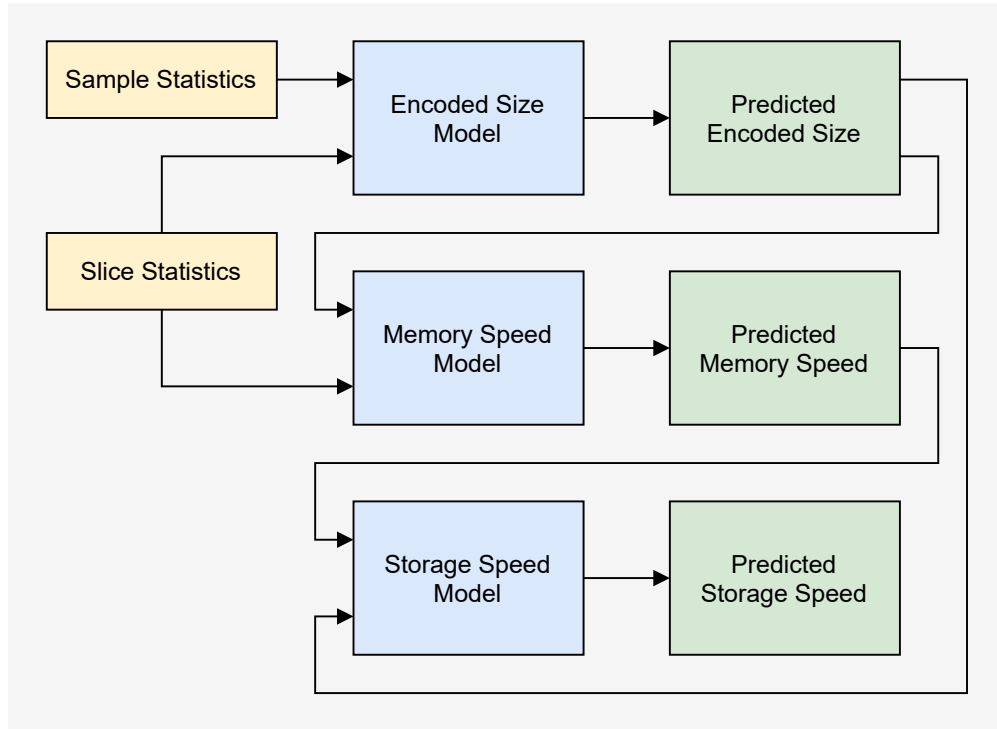 Sample Statistics
Encoded Size
Model
Predicted
Encoded Size
Slice Statistics
Memory Speed
Model
Predicted
Memory Speed
Storage Speed
Model
Predicted
Storage Speed